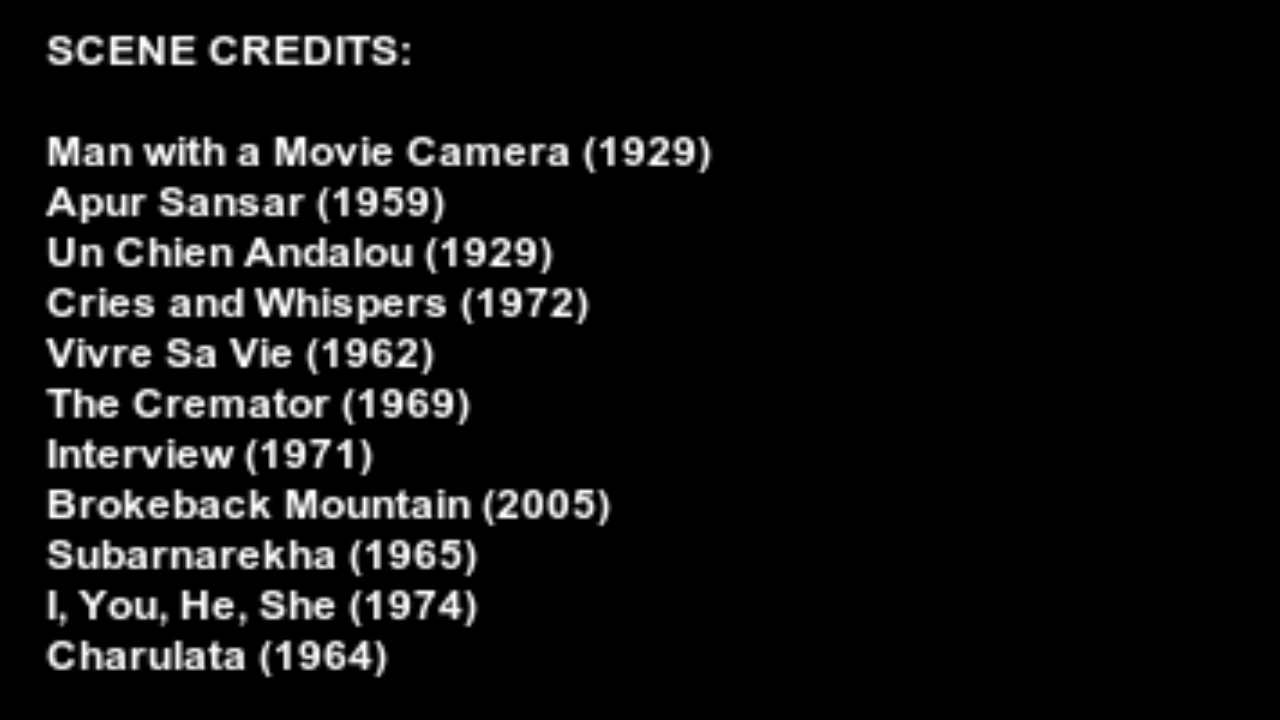 SCENE CREDITS:
Man with a Movie Camera (1929)
Apur Sansar (1959)
Un Chien Andalou (1929)
Cries and Whispers (1972)
Vivre Sa Vie (1962)
The Cremator (1969)
Interview (1971)
Brokeback Mountain (2005)
Subarnarekha (1965)
I, You, He, She (1974)
Charulata (1964)